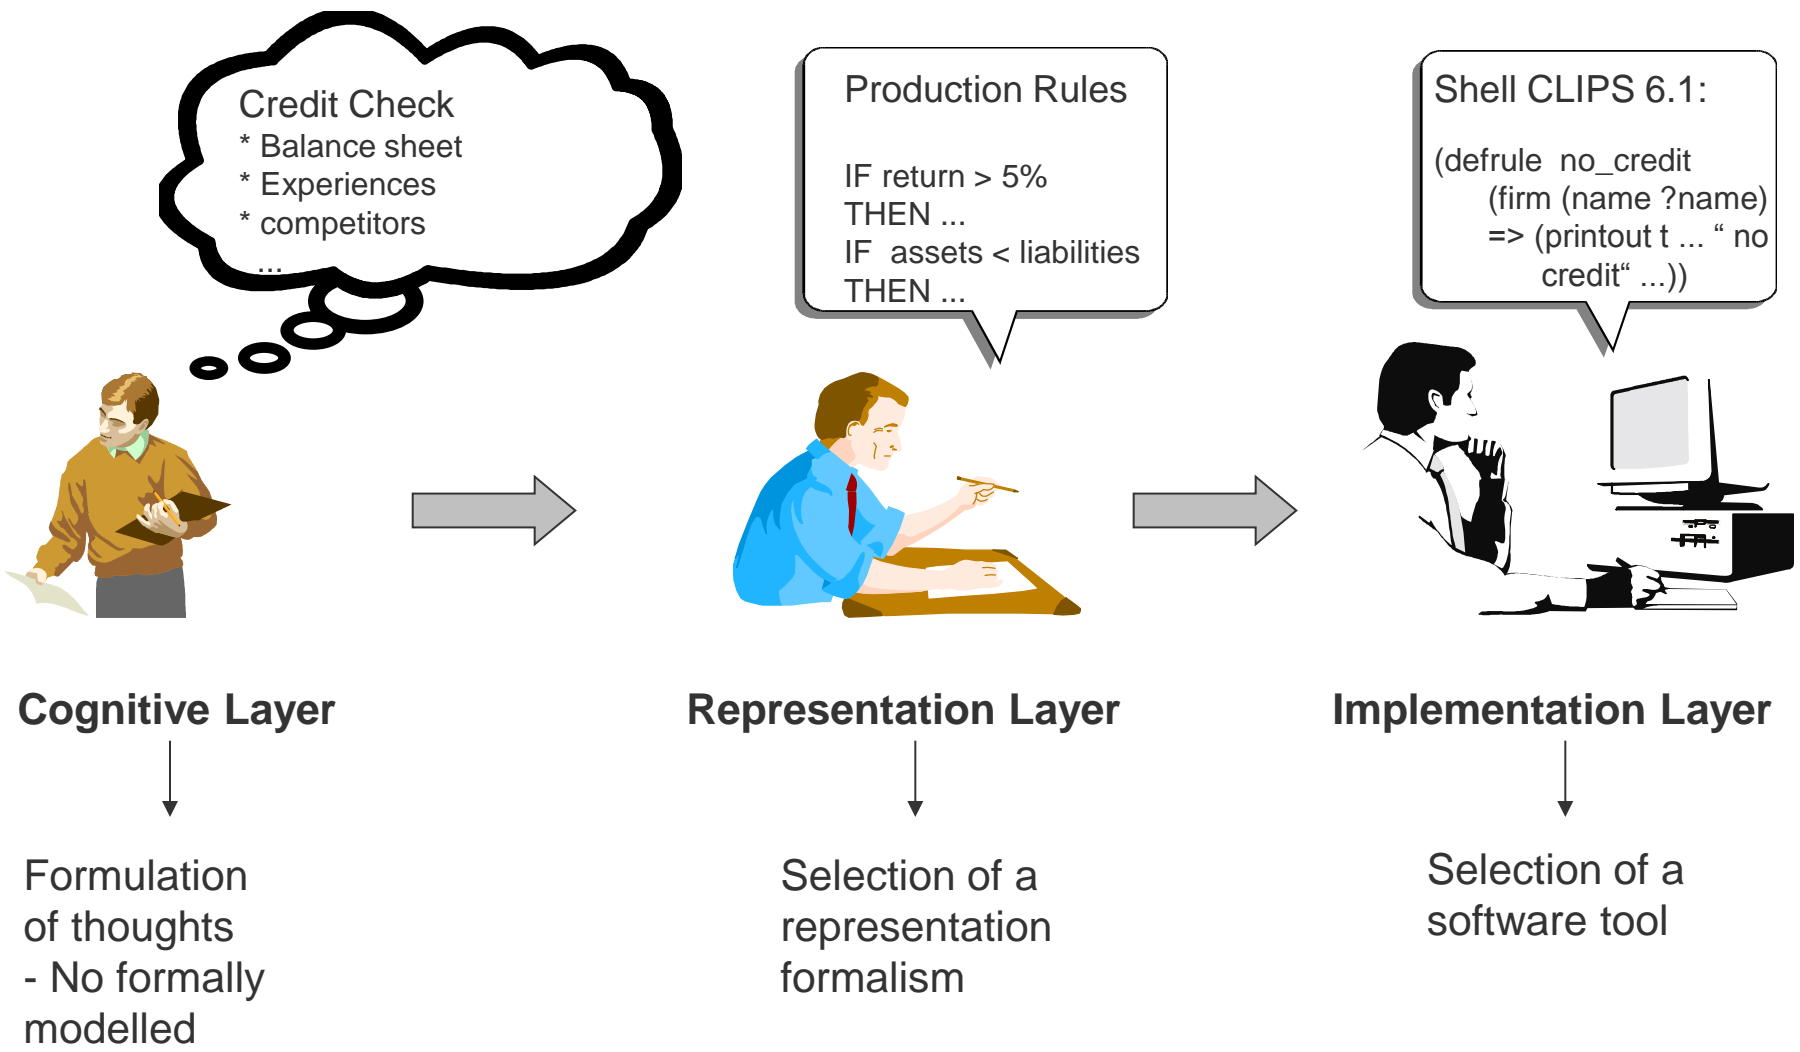 Credit Check
* Balance sheet
* Experiences
* competitors
...
Production Rules
IF return > 5%
THEN ...
IF  assets < liabilities
THEN ...
Shell CLIPS 6.1:
(defrule  no_credit
(firm (name ?name)
=> (printout t ... “ no
credit“ ...))
Cognitive Layer
Representation Layer
Implementation Layer
Formulation
of thoughts
- No formally
modelled
Selection of a
representation
formalism
Selection of a
software tool